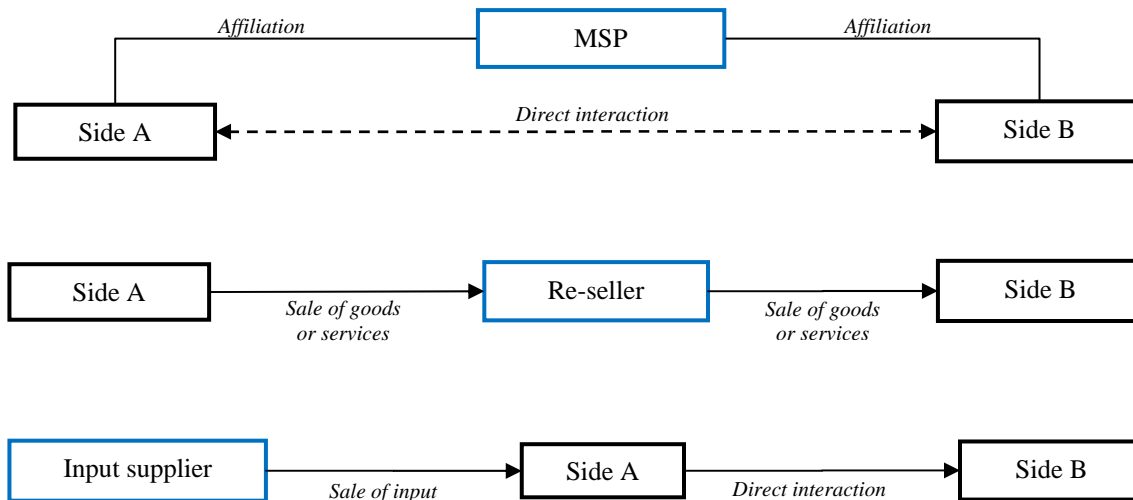 Affiliation
MSP
Affiliation
Side A
Direct interaction
Side B
Side A
Re-seller
Side B
Sale of goods
or services
Sale of goods
or services
Input supplier
Side A
Side B
Sale of input
Direct interaction